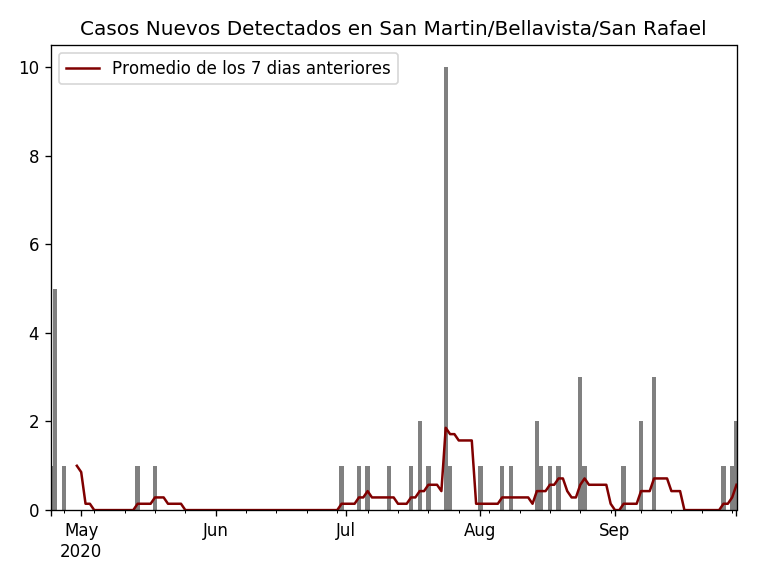 Casos Nuevos Detectados en San Martin/Bellavista/San Rafael
Promedio de los 7 dias anteriores
10
8
6
4
2
0
May Jun Jul Aug Sep
2020